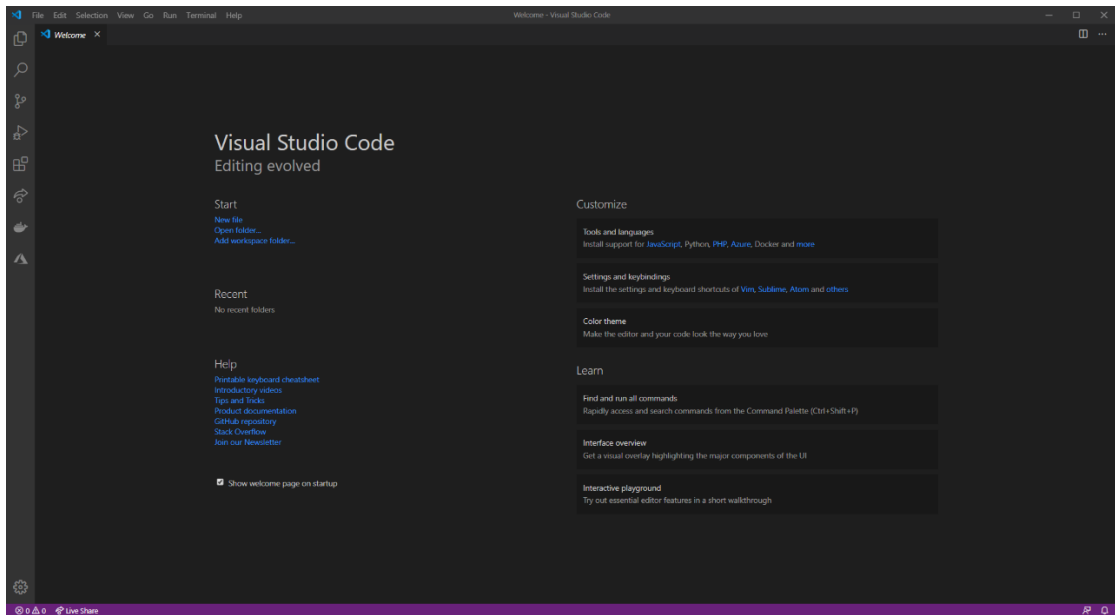 File Edit Selection View Go Run Terminal Help
Welcome - Visual Studio Code
Welcome
Visual Studio Code
Editing evolved
Start
New file
Open folder...
Add workspace folder...
Recent
No recent folders
Help
Printable keyboard cheatsheet
Introductory videos
Tips and Tricks
Product documentation
GitHub repository
Stack Overflow
Join our Newsletter
Show welcome page on startup
Customize
Tools and languages
Install support for JavaScript, Python, PHP, Azure, Docker and more
Settings and keybindings
Install the settings and keyboard shortcuts of Vim, Sublime, Atom and others
Color theme
Make the editor and your code look the way you love
Learn
Find and run all commands
Rapidly access and search commands from the Command Palette (Ctrl+Shift+P)
Interface overview
Get a visual overlay highlighting the major components of the UI
Interactive playground
Try out essential editor features in a short walkthrough
0 0 Live Share